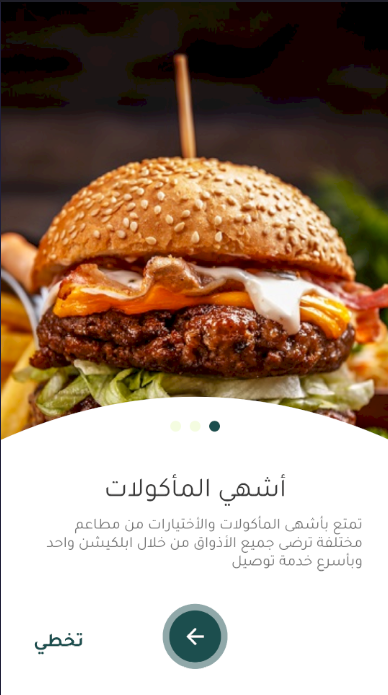 أشهي المأكولات
تمتع بأشهى المأكولات والأختيارات من مطاعم
مختلفة ترضى جميع الأذواق من خلال ابلكيشن واحد
وبأسرع خدمة توصيل
تخطي